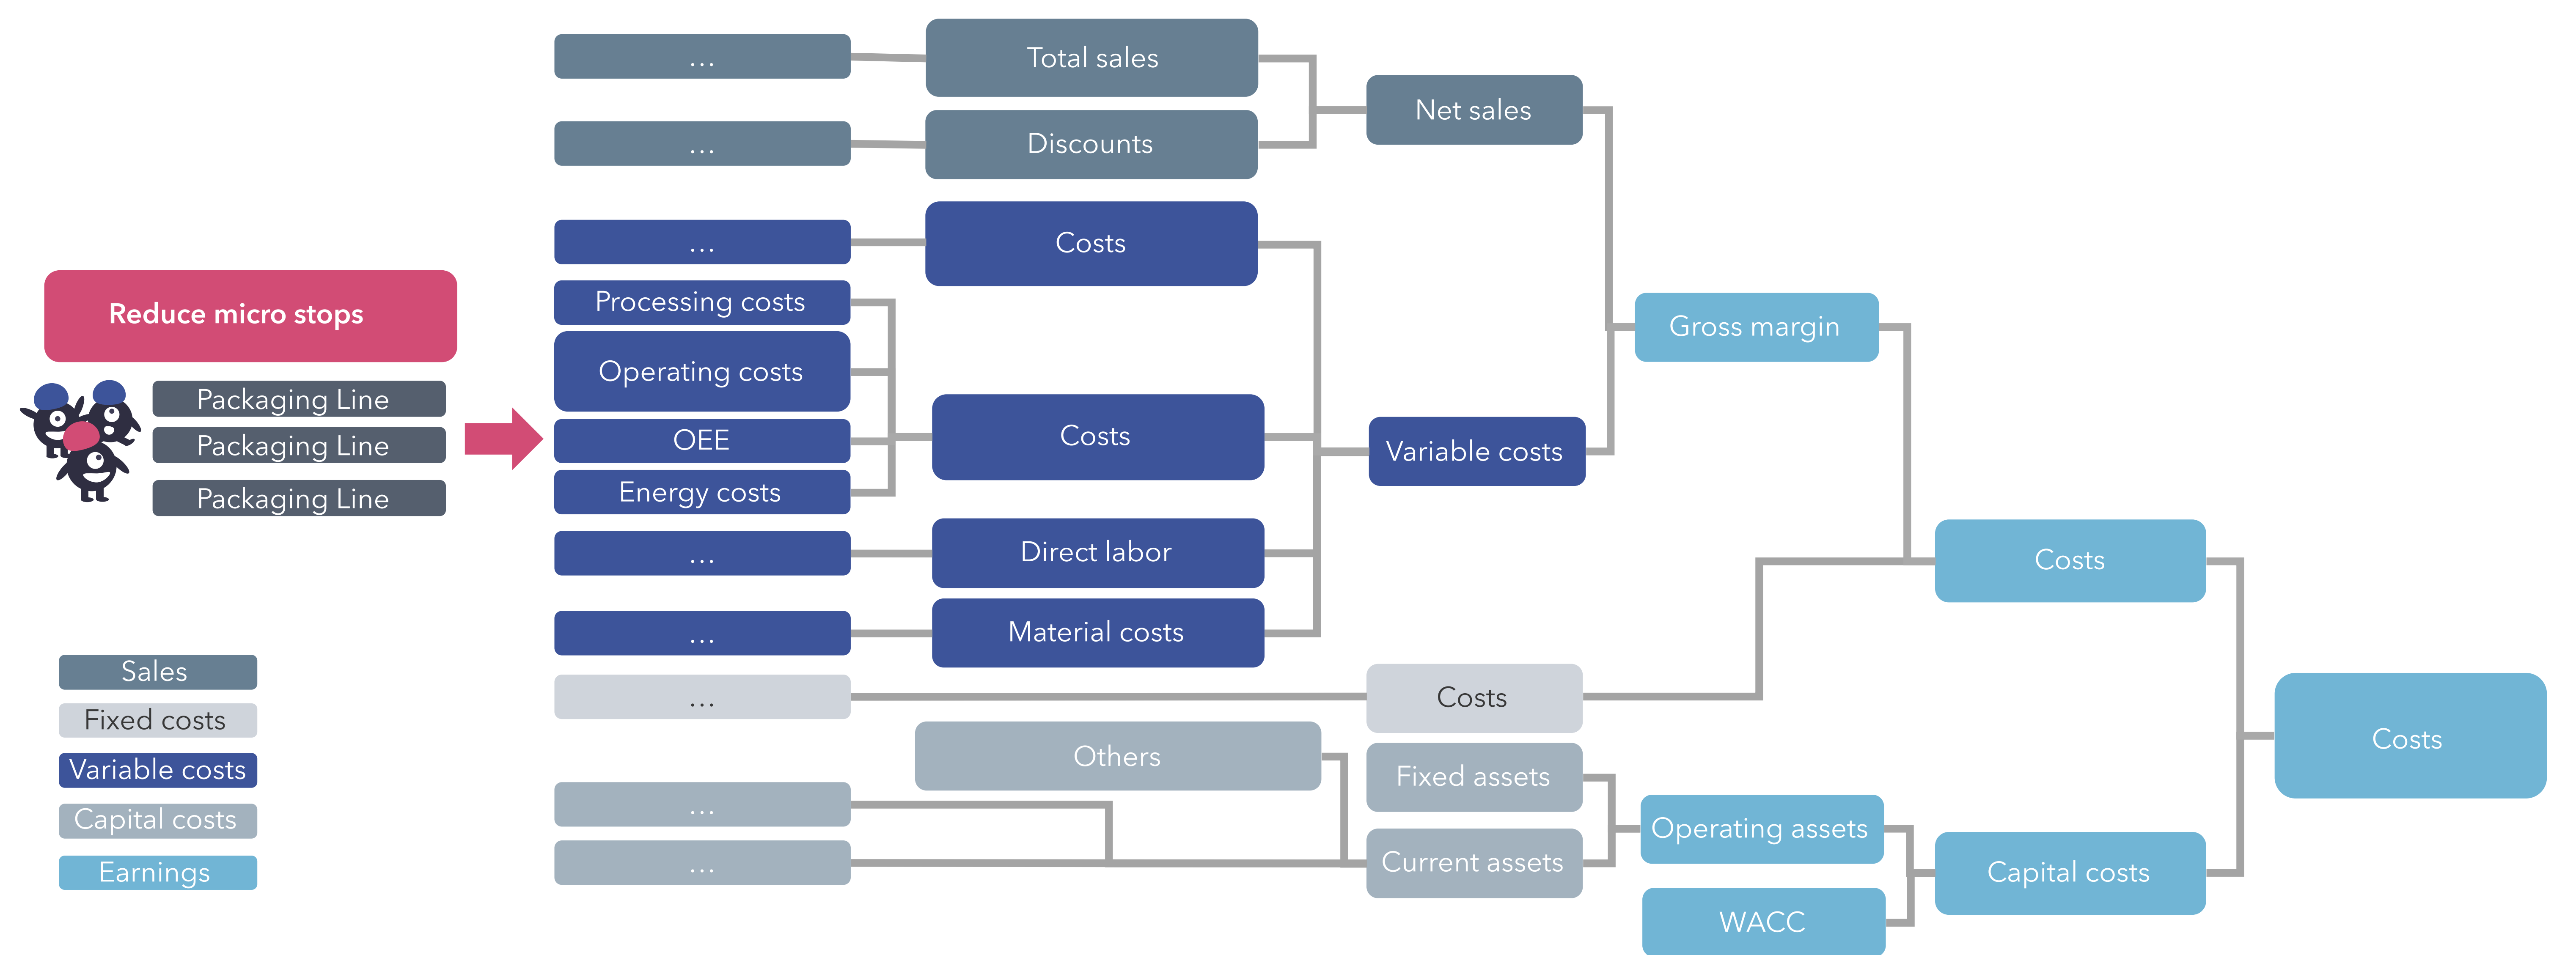 ...
Total sales
Net sales
...
Discounts
...
Costs
Reduce micro stops
Packaging Line
Packaging Line
Packaging Line
Processing costs
Operating costs
OEE
Energy costs
Costs
Variable costs
Gross margin
...
Direct labor
...
Material costs
Costs
...
Costs
Others
Fixed assets
...
Current assets
...
Operating assets
WACC
Capital costs
Costs
Sales
Fixed costs
Variable costs
Capital costs
Earnings